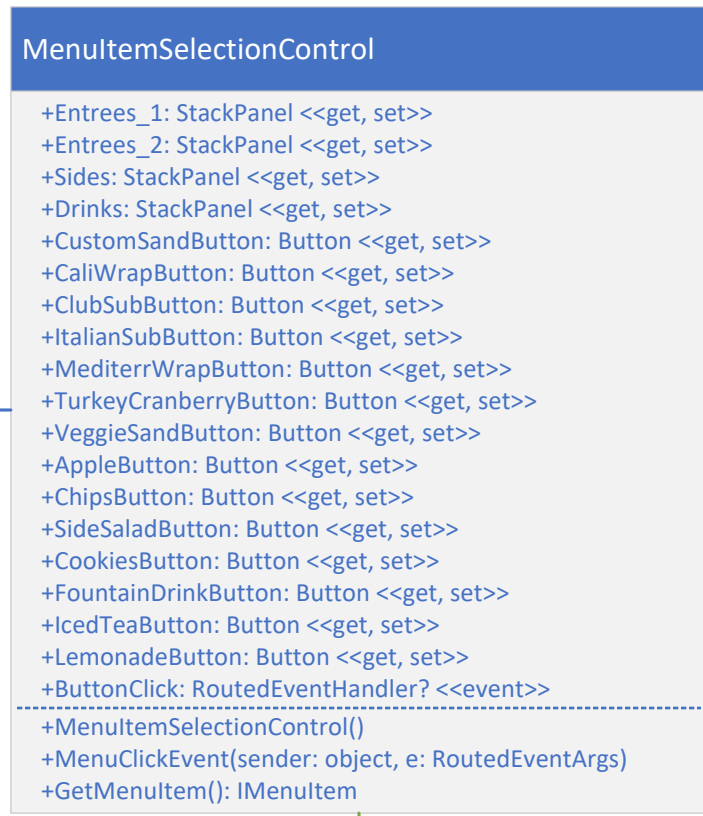 MenuItemSelectionControl
+Entrees_1: StackPanel <<get, set>>
+Entrees_2: StackPanel <<get, set>>
+Sides: StackPanel <<get, set>>
+Drinks: StackPanel <<get, set>>
+CustomSandButton: Button <<get, set>>
+CaliWrapButton: Button <<get, set>>
+ClubSubButton: Button <<get, set>>
+ItalianSubButton: Button <<get, set>>
+MediterrWrapButton: Button <<get, set>>
+TurkeyCranberryButton: Button <<get, set>>
+VeggieSandButton: Button <<get, set>>
+AppleButton: Button <<get, set>>
+ChipsButton: Button <<get, set>>
+SideSaladButton: Button <<get, set>>
+CookiesButton: Button <<get, set>>
+FountainDrinkButton: Button <<get, set>>
+IcedTeaButton: Button <<get, set>>
+LemonadeButton: Button <<get, set>>
+ButtonClick: RoutedEventHandler? <<event>>
+MenuItemSelectionControl()
+MenuClickEvent(sender: object, e: RoutedEventArgs)
+GetMenuItem(): IMenuItem